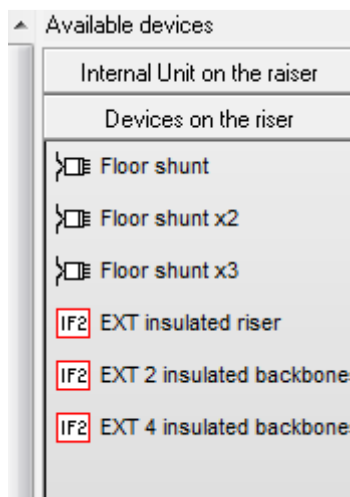 Available devices
Internal Unit on the raiser
Devices on the riser
Floor shunt
Floor shunt x2
Floor shunt x3
IF2 EXT insulated riser
IF2 EXT 2 insulated backbone
IF2 EXT 4 insulated backbone